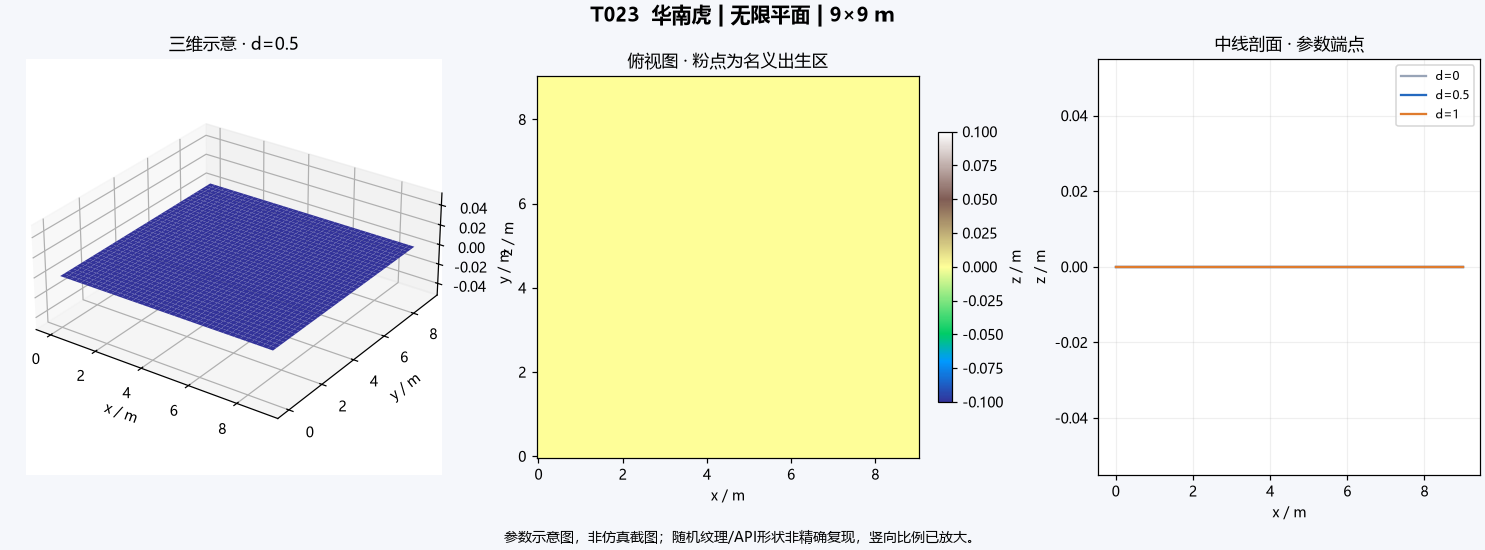 T023 华南虎 | 无限平面 | 9×9 m
三维示意 · d=0.5
0.04
0.02
0.00
-0.02
-0.04
z / m
0
2
4
6
8
x / m
0
2
4
6
8
y / m
俯视图 · 粉点为名义出生区
8
6
4
2
0
y / m
0
2
4
6
8
x / m
0.100
0.075
0.050
0.025
0.000
-0.025
-0.050
-0.075
-0.100
z / m
中线剖面 · 参数端点
d=0
d=0.5
d=1
0.04
0.02
0.00
-0.02
-0.04
z / m
0
2
4
6
8
x / m
参数示意图，非仿真截图；随机纹理/API形状非精确复现，竖向比例已放大。